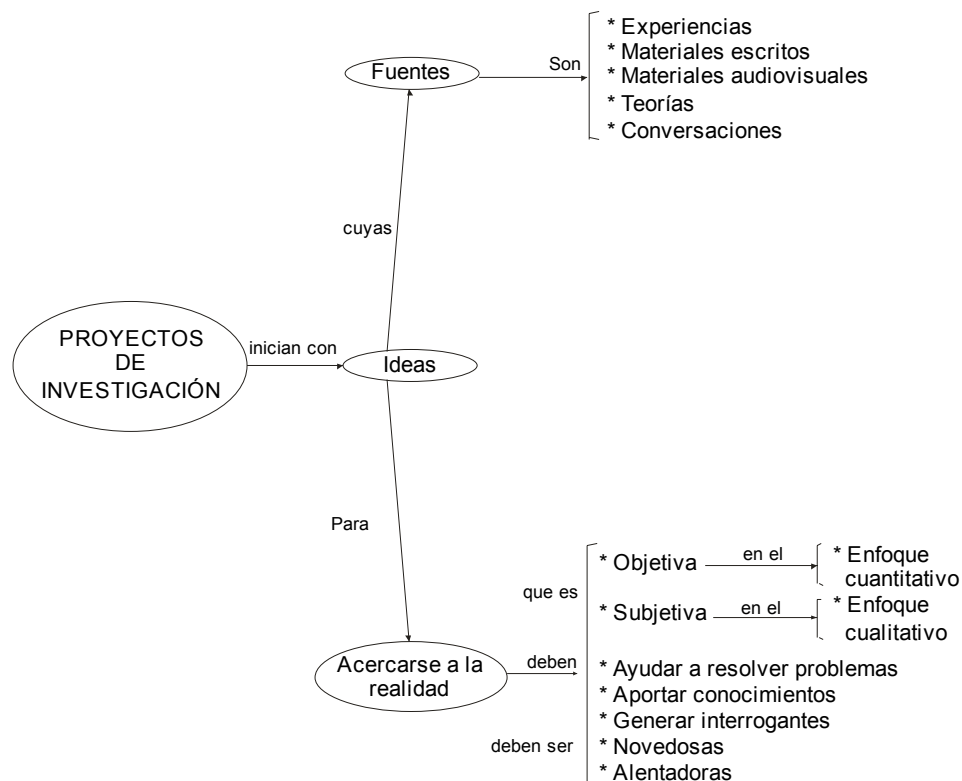 * Experiencias
* Materiales escritos
* Materiales audiovisuales
* Teorías
* Conversaciones
Son
Fuentes
cuyas
PROYECTOS
DE
INVESTIGACIÓN
inician con
Ideas
Para
Acercarse a la
realidad
que es
deben
deben ser
* Objetiva
en el
* Enfoque
cuantitativo
* Subjetiva
en el
* Enfoque
cualitativo
* Ayudar a resolver problemas
* Aportar conocimientos
* Generar interrogantes
* Novedosas
* Alentadoras